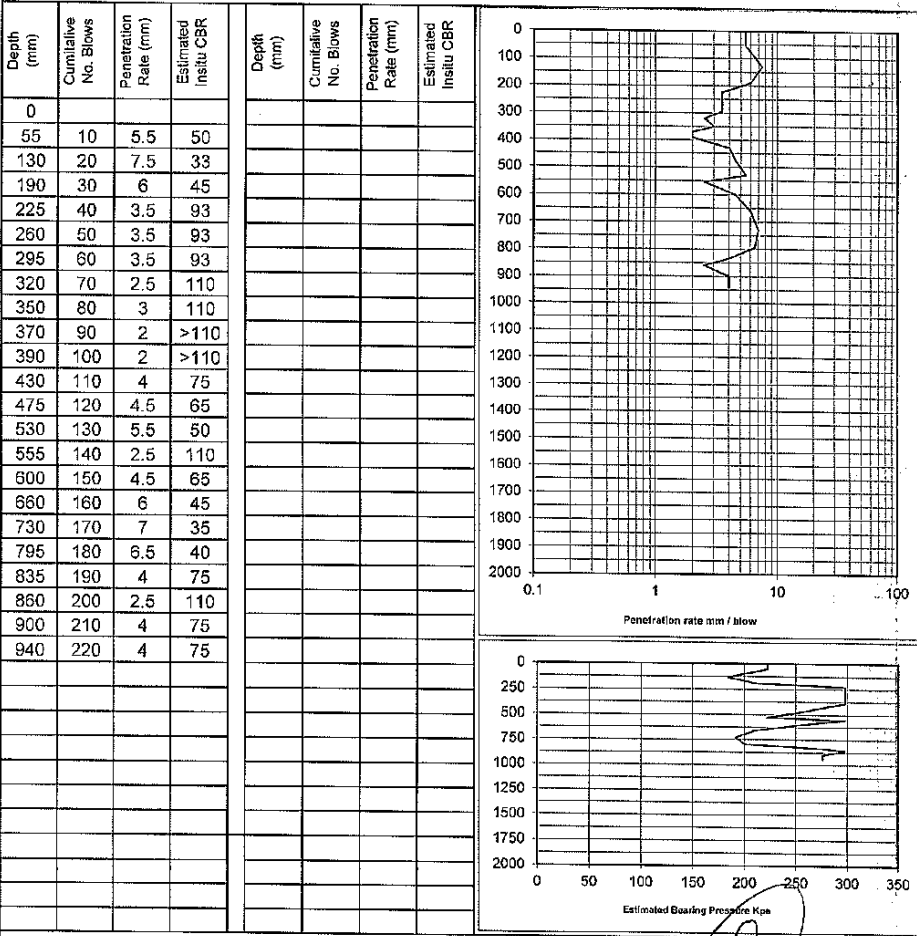 Depth (mm) Cumitative No. Blows Penetration Rate (mm) Estimated Insitu CBR
0
55 10 5.5 50
130 20 7.5 33
190 30 6 45
225 40 3.5 93
260 50 3.5 93
295 60 3.5 93
320 70 2.5 110
350 80 3 110
370 90 2 >110
390 100 2 >110
430 110 4 75
475 120 4.5 65
530 130 5.5 50
555 140 2.5 110
600 150 4.5 65
660 160 6 45
730 170 7 35
795 180 6.5 40
835 190 4 75
860 200 2.5 110
900 210 4 75
940 220 4 75
Depth (mm) Cumitative No. Blows Penetration Rate (mm) Estimated Insitu CBR
0
100
200
300
400
500
600
700
800
900
1000
1100
1200
1300
1400
1500
1600
1700
1800
1900
2000
0.1 1 10 100
Penetration rate mm / blow
0
250
500
750
1000
1250
1500
1750
2000
0 50 100 150 200 250 300 350
Estimated Bearing Pressure Kpa